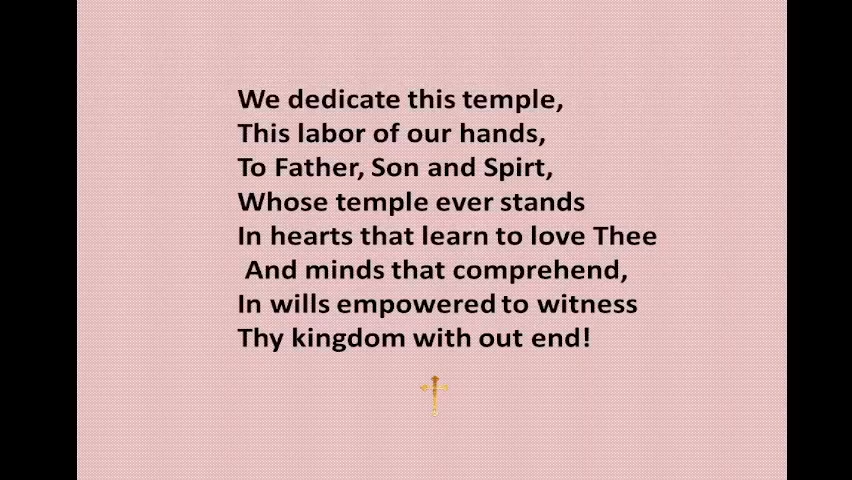 We dedicate this temple,
This labor of our hands,
To Father, Son and Spirt,
Whose temple ever stands
In hearts that learn to love Thee
And minds that comprehend,
In wills empowered to witness
Thy kingdom with out end!